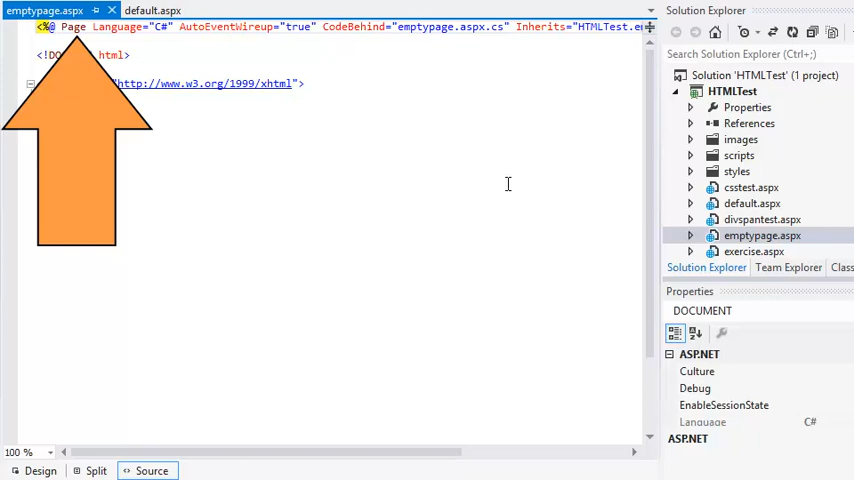 emptypage.aspx
default.aspx
<%@ Page Language="C#" AutoEventWireup="true" CodeBehind="emptypage.aspx.cs" Inherits="HTMLTest.em
<!DO html>
"http://www.w3.org/1999/xhtml">
100 %
Design
Split
Source
Solution Explorer
Search Solution Explorer (Ctrl+;)
Solution 'HTMLTest' (1 project)
HTMLTest
Properties
References
images
scripts
styles
csstest.aspx
default.aspx
divspantest.aspx
emptypage.aspx
exercise.aspx
Solution Explorer Team Explorer Class
Properties
DOCUMENT
ASP.NET
Culture
Debug
EnableSessionState
Language C#
ASP.NET